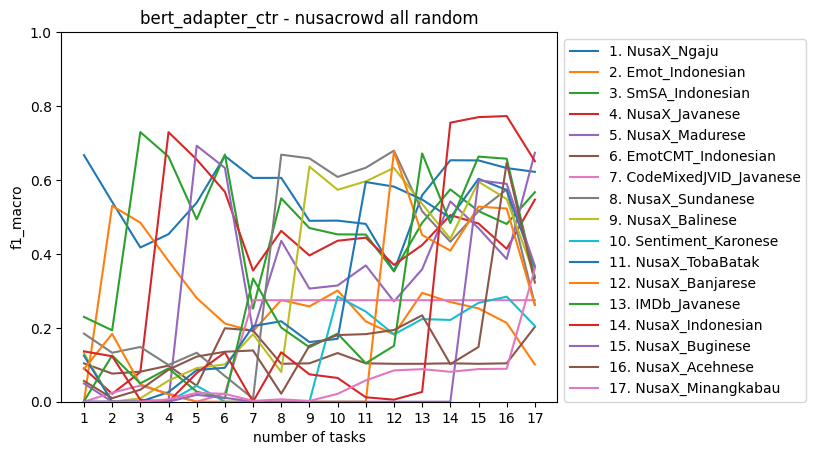 bert_adapter_ctr - nusacrowd all random
1.0
0.8
0.6
0.4
0.2
0.0
f1_macro
1 2 3 4 5 6 7 8 9 10 11 12 13 14 15 16 17
number of tasks
1. NusaX_Ngaju
2. Emot_Indonesian
3. SmSA_Indonesian
4. NusaX_Javanese
5. NusaX_Madurese
6. EmotCMT_Indonesian
7. CodeMixedJVID_Javanese
8. NusaX_Sundanese
9. NusaX_Balinese
10. Sentiment_Karonese
11. NusaX_TobaBatak
12. NusaX_Banjarese
13. IMDb_Javanese
14. NusaX_Indonesian
15. NusaX_Buginese
16. NusaX_Acehnese
17. NusaX_Minangkabau